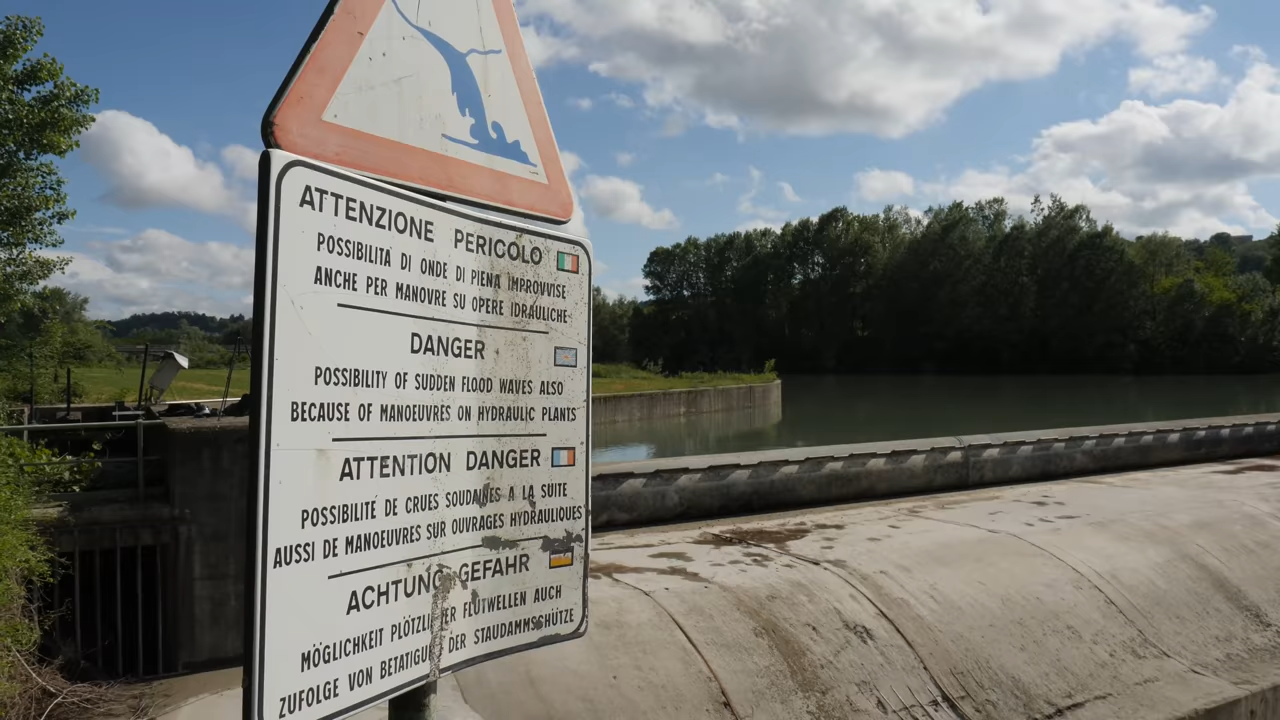 ATTENZIONE PERICOLO
POSSIBILITÀ DI ONDE DI PIENA IMPROVVISE
ANCHE PER MANOVRE SU OPERE IDRAULICHE
DANGER
POSSIBILITY OF SUDDEN FLOOD WAVES ALSO
BECAUSE OF MANOEUVRES ON HYDRAULIC PLANTS
ATTENTION DANGER
POSSIBILITÉ DE CRUES SOUDAINES A LA SUITE
AUSSI DE MANOEUVRES SUR OUVRAGES HYDRAULIQUES
ACHTUNG GEFAHR
MÖGLICHKEIT FLUTWELLEN AUCH
ZUFOLGE VON BETATIGUNG DER STAUDAMMSCHÜTZE